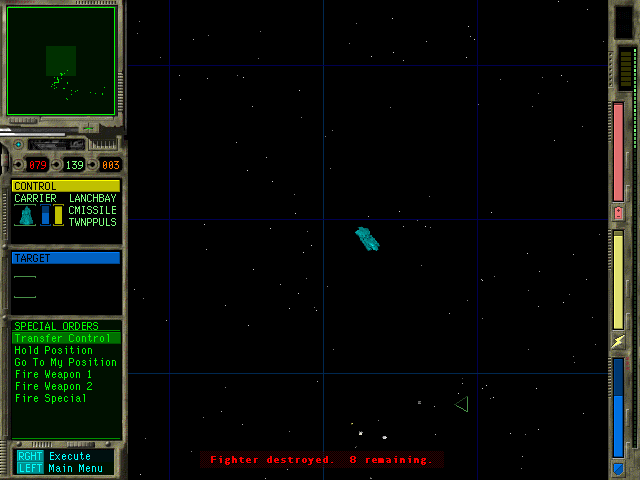 079 139 003
CONTROL
CARRIER LANCHBAY
CMISSILE
TWNPPULS
TARGET
SPECIAL ORDERS
Transfer Control
Hold Position
Go To My Position
Fire Weapon 1
Fire Weapon 2
Fire Special
RGHT Execute
LEFT Main Menu
Fighter destroyed. 8 remaining.